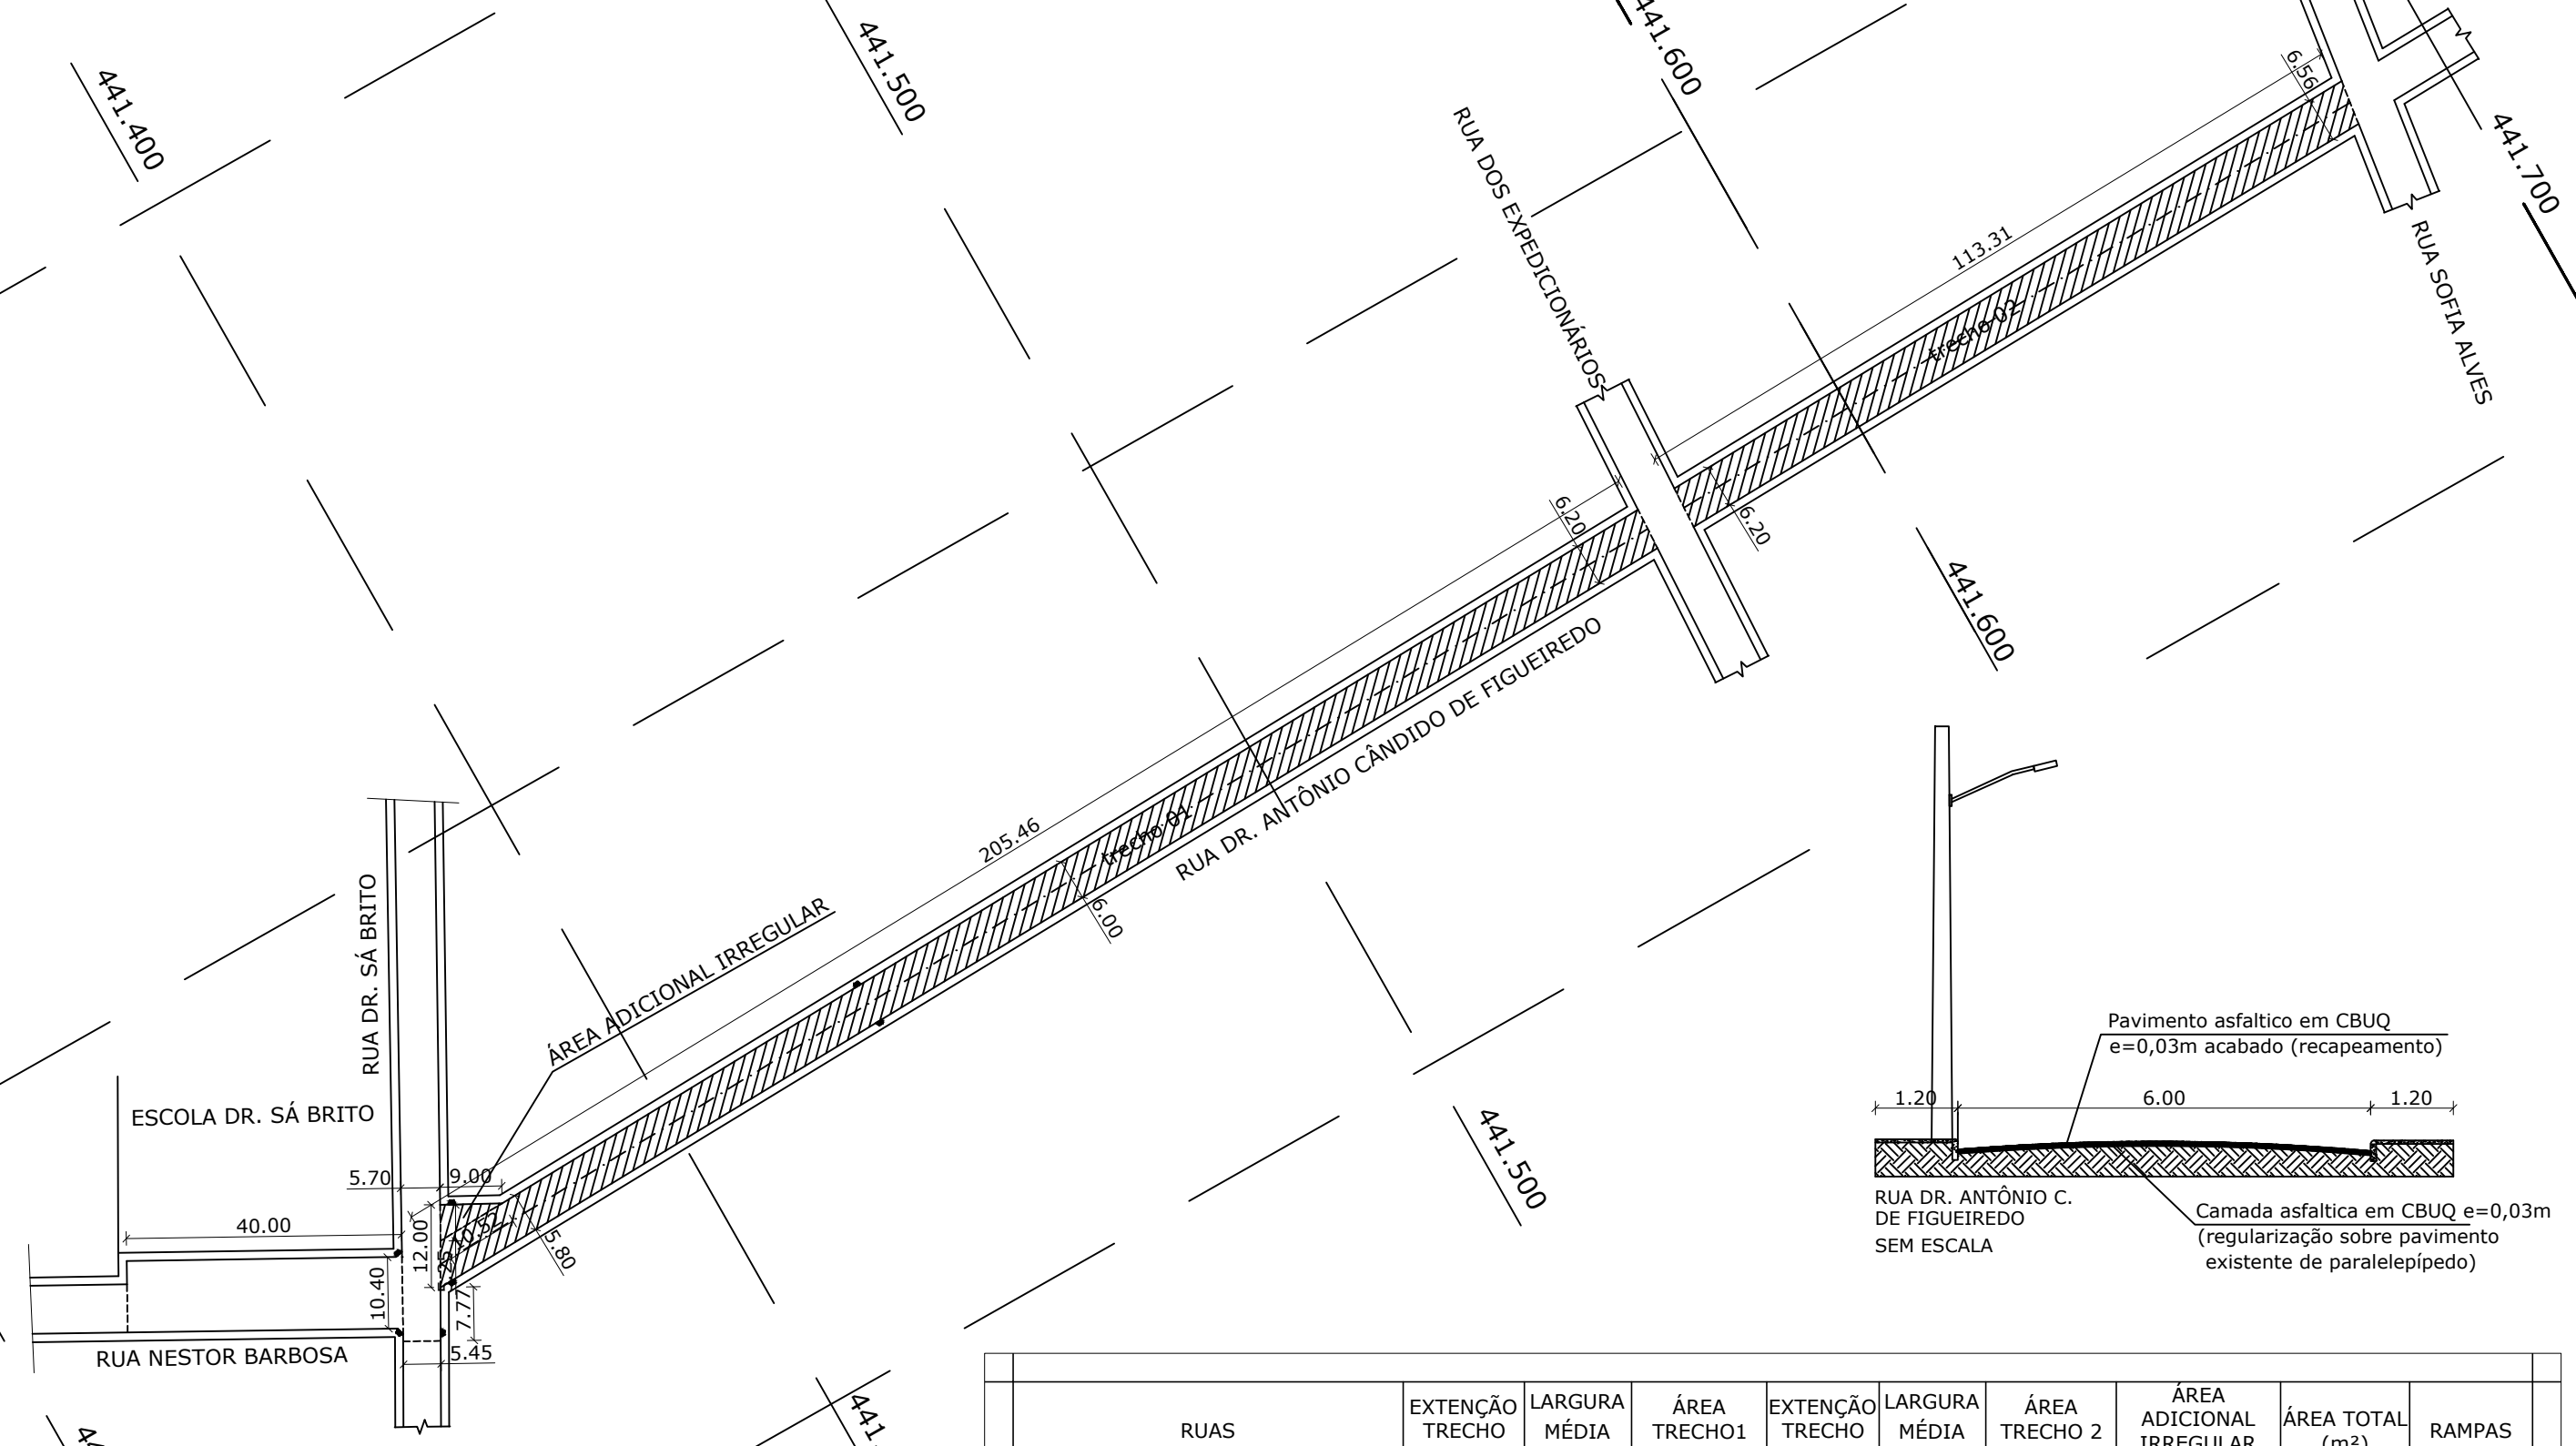 441.400
441.500
441.600
441.700
6.56
RUA DOS EXPEDICIONÁRIOS
113.31
RUA SOFIA ALVES
trecho 02
6.20
6.20
441.600
RUA DR. ANTÔNIO CÂNDIDO DE FIGUEIREDO
205.46
trecho 01
6.00
RUA DR. SÁ BRITO
ÁREA ADICIONAL IRREGULAR
ESCOLA DR. SÁ BRITO
5.70
9.00
40.00
12.00
10.52
5.80
10.40
7.77
5.45
RUA NESTOR BARBOSA
441.500
441.
44
Pavimento asfaltico em CBUQ
e=0,03m acabado (recapeamento)
1.20
6.00
1.20
RUA DR. ANTÔNIO C.
DE FIGUEIREDO
SEM ESCALA
Camada asfaltica em CBUQ e=0,03m
(regularização sobre pavimento
existente de paralelepípedo)
RUAS
EXTENÇÃO
TRECHO
LARGURA
MÉDIA
ÁREA
TRECHO1
EXTENÇÃO
TRECHO
LARGURA
MÉDIA
ÁREA
TRECHO 2
ÁREA
ADICIONAL
IRREGULAR
ÁREA TOTAL
(m²)
RAMPAS